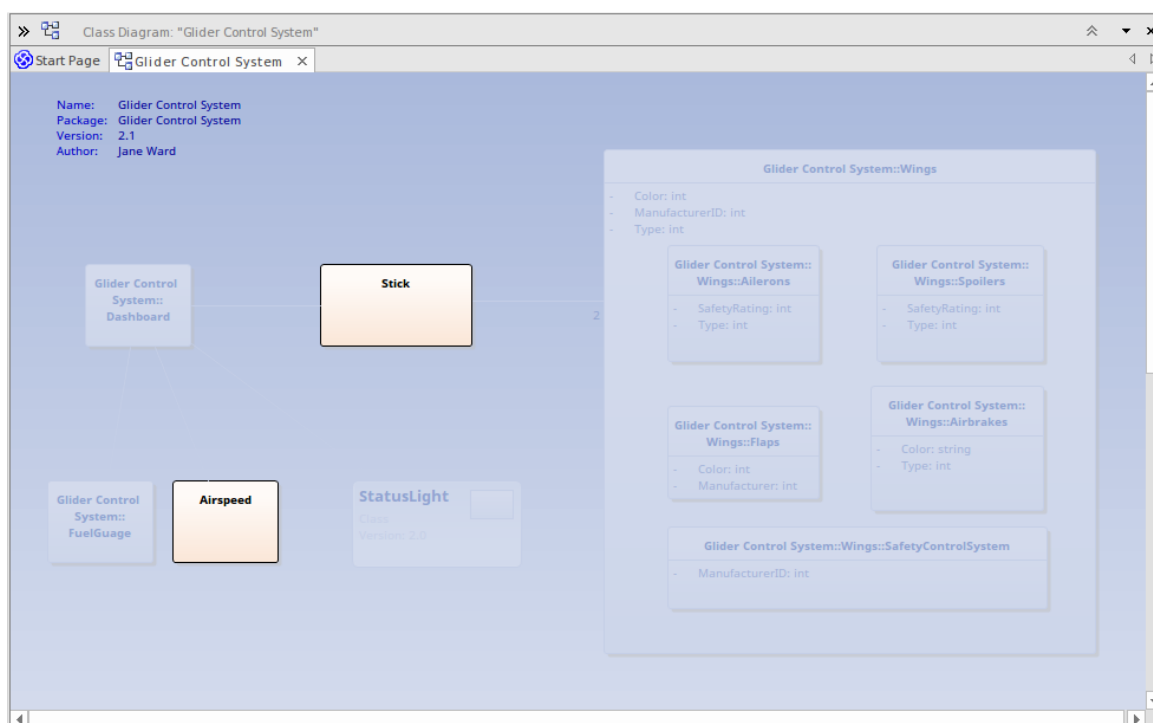 Class Diagram: "Glider Control System"
Start Page
Glider Control System
Name: Glider Control System
Package: Glider Control System
Version: 2.1
Author: Jane Ward
Glider Control System::Wings
- Color: int
- ManufacturerID: int
- Type: int
Glider Control
System::
Dashboard
Stick
2
Glider Control System::
Wings::Ailerons
- SafetyRating: int
- Type: int
Glider Control System::
Wings::Spoilers
- SafetyRating: int
- Type: int
Glider Control System::
Wings::Flaps
- Color: int
- Manufacturer: int
Glider Control System::
Wings::Airbrakes
- Color: string
- Type: int
Glider Control
System::
FuelGuage
Airspeed
StatusLight
Class
Version: 2.0
Glider Control System::Wings::SafetyControlSystem
- ManufacturerID: int